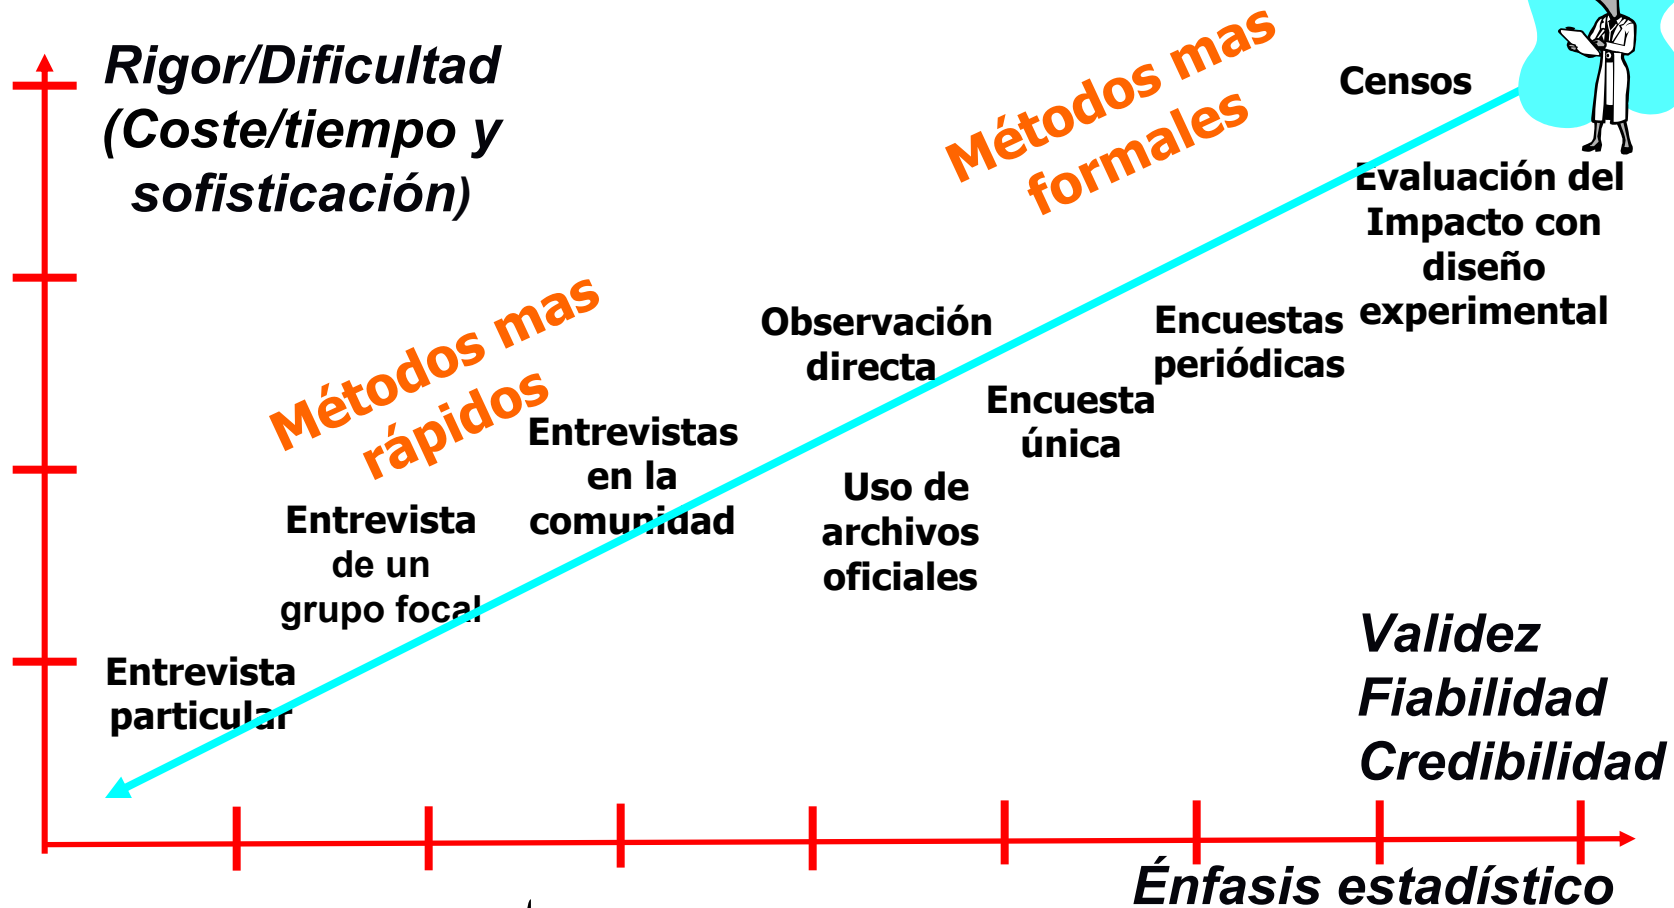 Rigor/Dificultad
(Coste/tiempo y
sofisticación)
Métodos mas
formales
Censos
Evaluación del
Impacto con
diseño
experimental
Métodos mas
rápidos
Observación
directa
Encuestas
periódicas
Encuesta
única
Entrevistas
en la
comunidad
Uso de
archivos
oficiales
Entrevista
de un
grupo focal
Entrevista
particular
Validez
Fiabilidad
Credibilidad
Énfasis estadístico